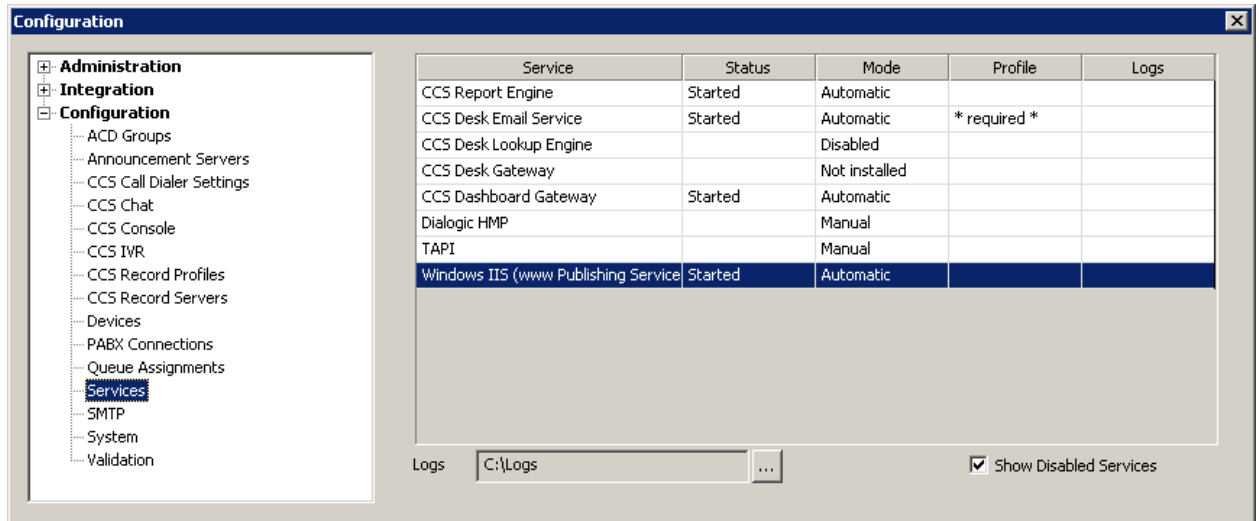 Configuration
Administration
Integration
Configuration
ACD Groups
Announcement Servers
CCS Call Dialer Settings
CCS Chat
CCS Console
CCS IVR
CCS Record Profiles
CCS Record Servers
Devices
PABX Connections
Queue Assignments
Services
SMTP
System
Validation
Service Status Mode Profile Logs
CCS Report Engine Started Automatic
CCS Desk Email Service Started Automatic * required *
CCS Desk Lookup Engine Disabled
CCS Desk Gateway Not installed
CCS Dashboard Gateway Started Automatic
Dialogic HMP Manual
TAPI Manual
Windows IIS (www Publishing Service Started Automatic
Logs C:\Logs ... Show Disabled Services